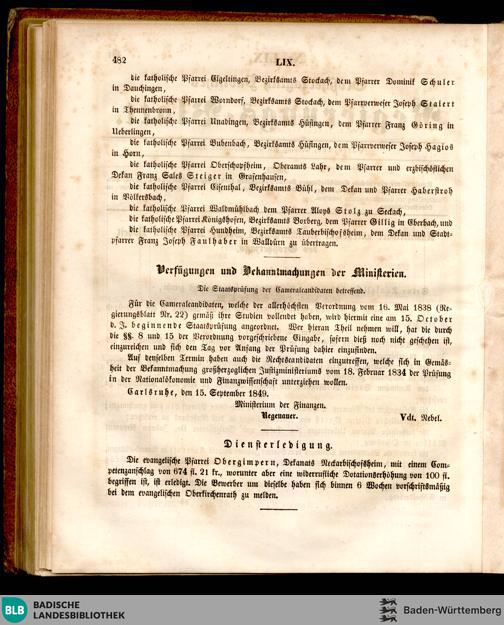 482
LIX.
die katholische Pfarrei Eigeltingen, Bezirksamts Stockach, dem Pfarrer Dominik Schuler
in Dauchingen,
die katholische Pfarrei Worndorf, Bezirksamts Stockach, dem Pfarrverweser Joseph Stalert
in Thennenbronn,
die katholische Pfarrei Unadingen, Bezirksamts Hüfingen, dem Pfarrer Franz Göring in
Ueberlingen,
die katholische Pfarrei Bubenbach, Bezirksamts Hüfingen, dem Pfarrverweser Joseph Hagios
in Horn,
die katholische Pfarrei Oberschopfheim, Oberamts Lahr, dem Pfarrer und erzbischöflichen
Dekan Franz Sales Steiger in Grafenhausen,
die katholische Pfarrei Eisenthal, Bezirksamts Bühl, dem Dekan und Pfarrer Haberstroh
in Völkersbach,
die katholische Pfarrei Waldmühlbach dem Pfarrer Aloys Stolz zu Seckach,
die katholische Pfarrei Königshofen, Bezirksamts Boxberg, dem Pfarrer Gillig in Eberbach, und
die katholische Pfarrei Hundheim, Bezirksamts Tauberbischofsheim, dem Dekan und Stadt-
pfarrer Franz Joseph Faulhaber in Walldürn zu übertragen.
Verfügungen und Bekanntmachungen der Ministerien.
Die Staatsprüfung der Cameralcandidaten betreffend.
Für die Cameralcandidaten, welche der allerhöchsten Verordnung vom 16. Mai 1838 (Re-
gierungsblatt Nr. 22) gemäß ihre Studien vollendet haben, wird hiermit eine am 15. October
d. J. beginnende Staatsprüfung angeordnet. Wer hieran Theil nehmen will, hat die durch
die §§. 8 und 15 der Verordnung vorgeschriebene Eingabe, sofern dieß noch nicht geschehen ist,
einzureichen und sich den Tag vor Anfang der Prüfung dahier einzufinden.
Auf denselben Termin haben auch die Rechtscandidaten einzutreffen, welche sich in Gemäs-
heit der Bekanntmachung großherzoglichen Justizministeriums vom 18. Februar 1834 der Prüfung
in der Nationalökonomie und Finanzwissenschaft unterziehen wollen.
Carlsruhe, den 15. September 1849.
Ministerium der Finanzen.
Regenauer.
Vdt. Nebel.
Diensterledigung.
Die evangelische Pfarrei Obergimpern, Dekanats Neckarbischofsheim, mit einem Com-
petenzanschlag von 674 fl. 21 kr., worunter aber eine widerrufliche Dotationserhöhung von 100 fl.
begriffen ist, ist erledigt. Die Bewerber um dieselbe haben sich binnen 6 Wochen vorschriftsmäßig
bei dem evangelischen Oberkirchenrath zu melden.
BLB BADISCHE
LANDESBIBLIOTHEK
Baden-Württemberg